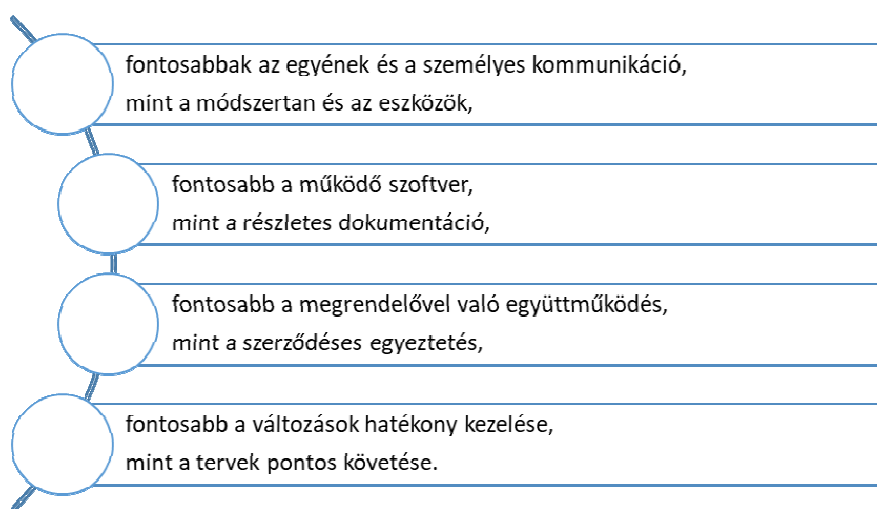 fontosabbak az egyének és a személyes kommunikáció,
mint a módszertan és az eszközök,
fontosabb a működő szoftver,
mint a részletes dokumentáció,
fontosabb a megrendelővel való együttműködés,
mint a szerződéses egyeztetés,
fontosabb a változások hatékony kezelése,
mint a tervek pontos követése.